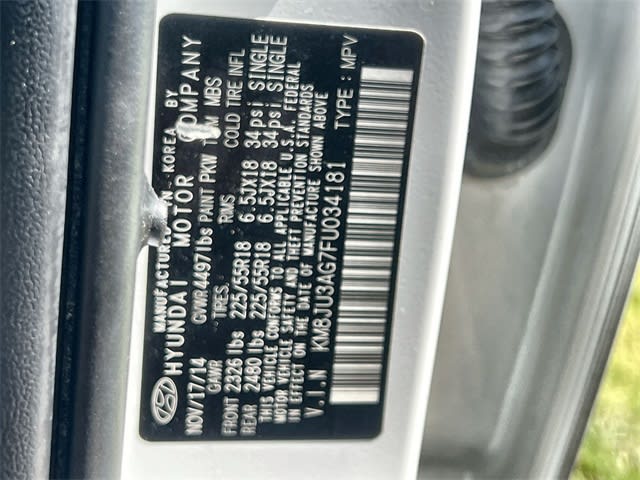 MANUFACTURED IN KOREA BY
HYUNDAI MOTOR COMPANY
NOV/17/14 GVWR 4497lbs PAINT PKW TRIM MBS
GAWR TIRES RIMS COLD TIRE INFL
FRONT 2326 lbs 225/55R18 6.5JX18 34psi SINGLE
REAR 2480 lbs 225/55R18 6.5JX18 34psi SINGLE
THIS VEHICLE CONFORMS TO ALL APPLICABLE U.S.A. FEDERAL
MOTOR VEHICLE SAFETY AND THEFT PREVENTION STANDARDS
IN EFFECT ON THE DATE OF MANUFACTURE SHOWN ABOVE
V.I.N KM8JU3AG7FU034181 TYPE : MPV